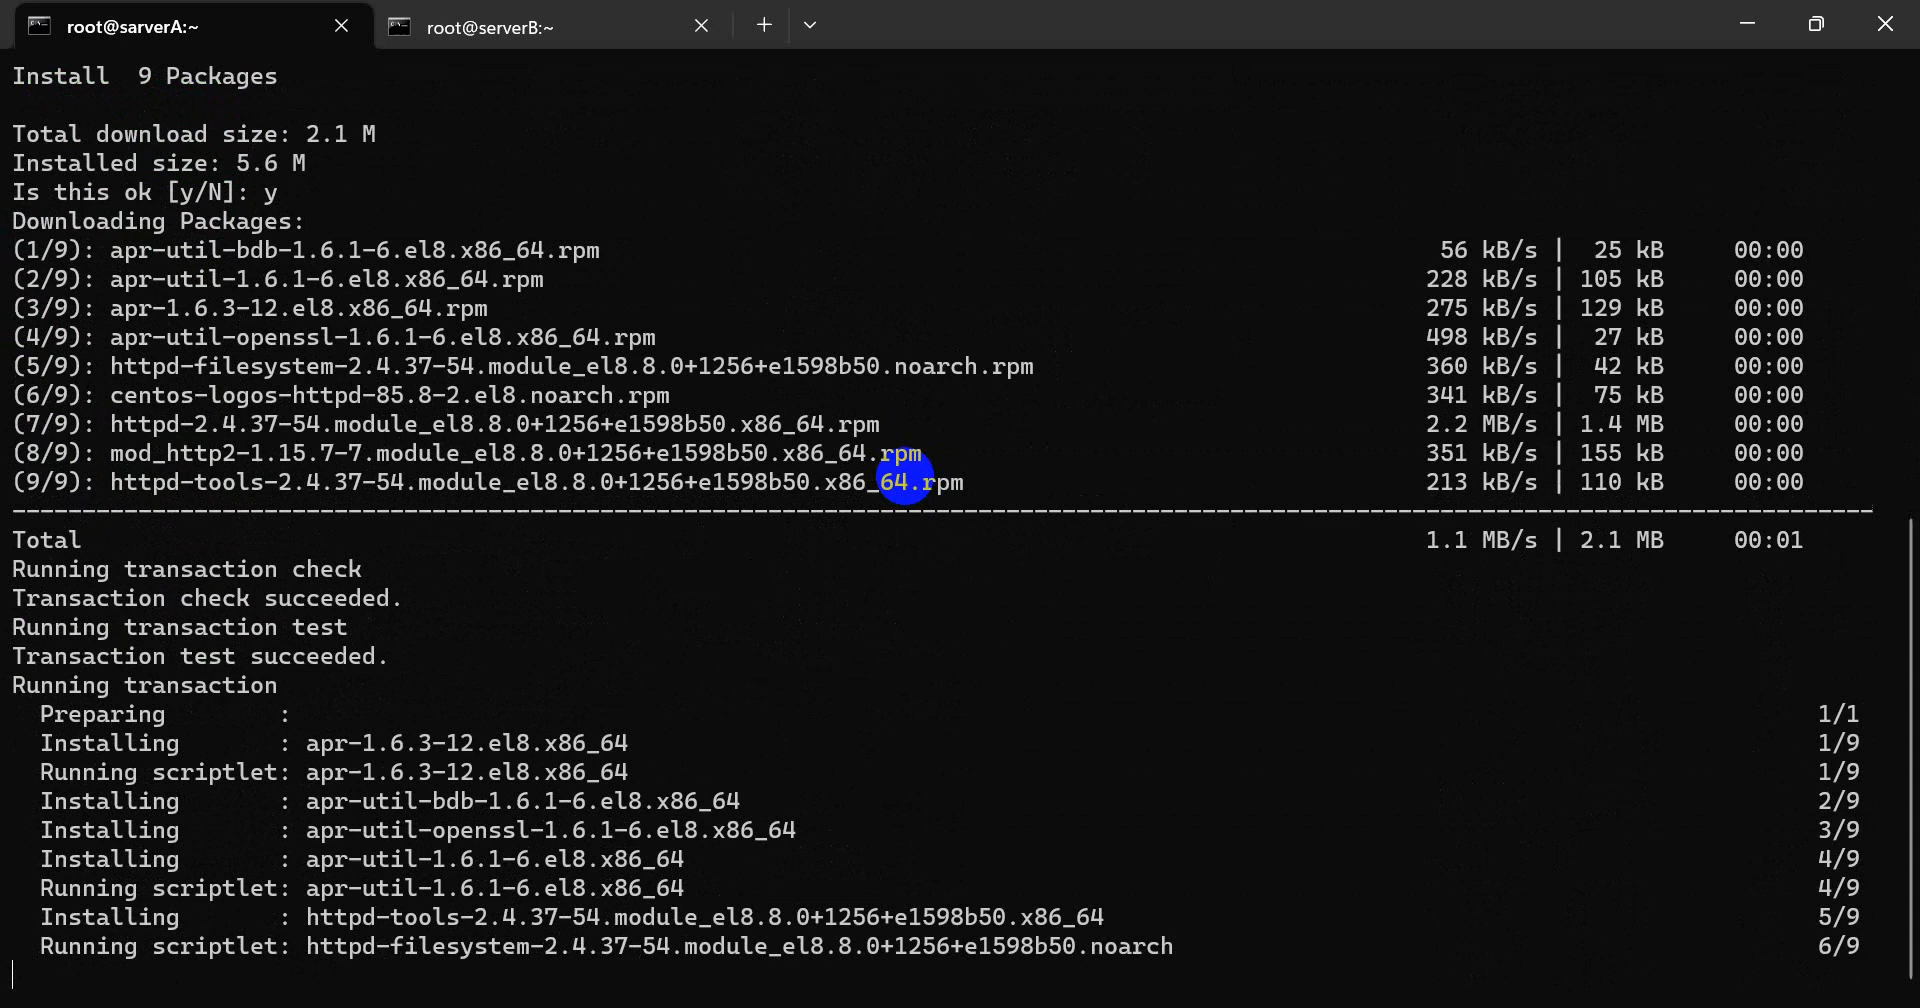 root@sarverA:~
root@serverB:~
Install  9 Packages
Total download size: 2.1 M
Installed size: 5.6 M
Is this ok [y/N]: y
Downloading Packages:
(1/9): apr-util-bdb-1.6.1-6.el8.x86_64.rpm 56 kB/s | 25 kB 00:00
(2/9): apr-util-1.6.1-6.el8.x86_64.rpm 228 kB/s | 105 kB 00:00
(3/9): apr-1.6.3-12.el8.x86_64.rpm 275 kB/s | 129 kB 00:00
(4/9): apr-util-openssl-1.6.1-6.el8.x86_64.rpm 498 kB/s | 27 kB 00:00
(5/9): httpd-filesystem-2.4.37-54.module_el8.8.0+1256+e1598b50.noarch.rpm 360 kB/s | 42 kB 00:00
(6/9): centos-logos-httpd-85.8-2.el8.noarch.rpm 341 kB/s | 75 kB 00:00
(7/9): httpd-2.4.37-54.module_el8.8.0+1256+e1598b50.x86_64.rpm 2.2 MB/s | 1.4 MB 00:00
(8/9): mod_http2-1.15.7-7.module_el8.8.0+1256+e1598b50.x86_64.rpm 351 kB/s | 155 kB 00:00
(9/9): httpd-tools-2.4.37-54.module_el8.8.0+1256+e1598b50.x86_64.rpm 213 kB/s | 110 kB 00:00
Total 1.1 MB/s | 2.1 MB 00:01
Running transaction check
Transaction check succeeded.
Running transaction test
Transaction test succeeded.
Running transaction
Preparing : 1/1
Installing : apr-1.6.3-12.el8.x86_64 1/9
Running scriptlet: apr-1.6.3-12.el8.x86_64 1/9
Installing : apr-util-bdb-1.6.1-6.el8.x86_64 2/9
Installing : apr-util-openssl-1.6.1-6.el8.x86_64 3/9
Installing : apr-util-1.6.1-6.el8.x86_64 4/9
Running scriptlet: apr-util-1.6.1-6.el8.x86_64 4/9
Installing : httpd-tools-2.4.37-54.module_el8.8.0+1256+e1598b50.x86_64 5/9
Running scriptlet: httpd-filesystem-2.4.37-54.module_el8.8.0+1256+e1598b50.noarch 6/9